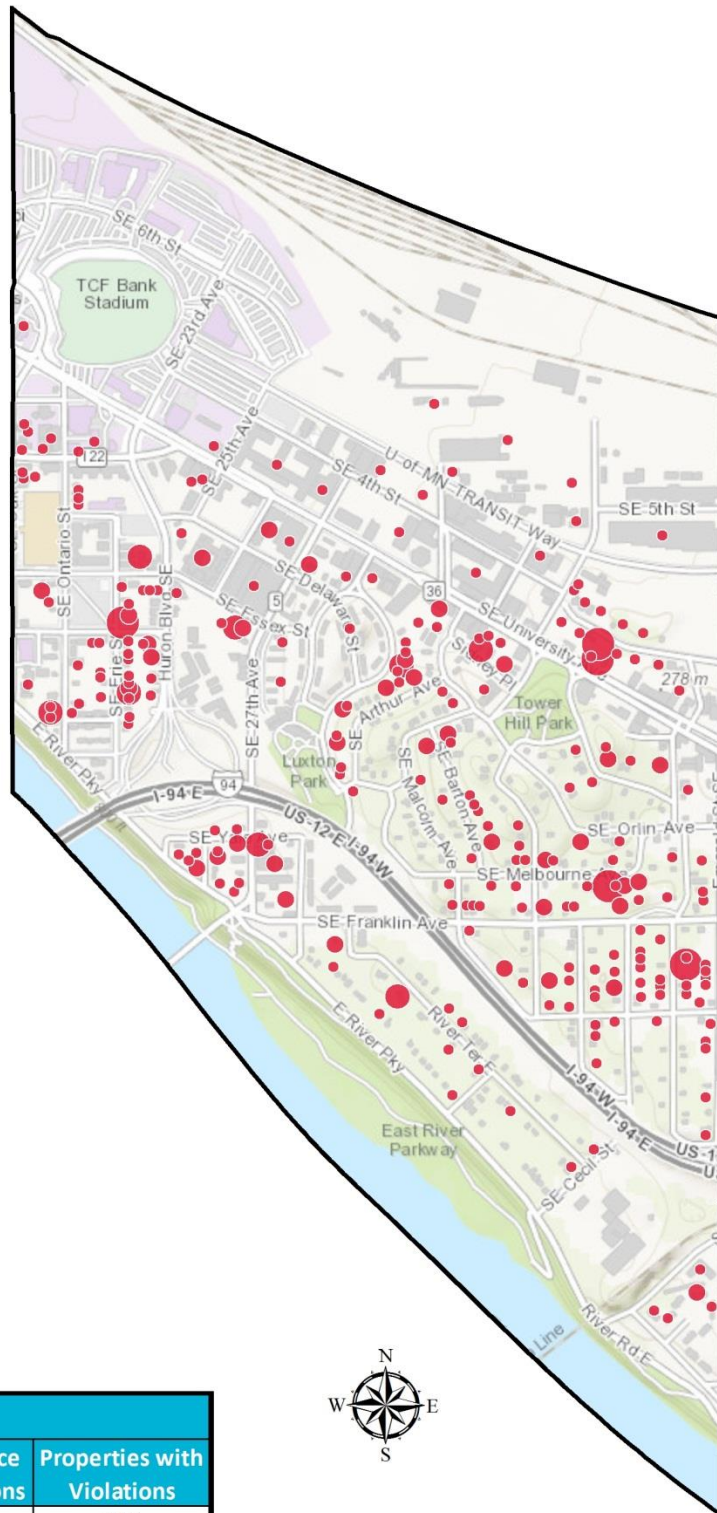 SE 6th St
TCF Bank
Stadium
SE 23rd Ave
SE 25th Ave
122
SE 4th St
U of MN TRANSIT Way
SE 5th St
SE Ontario St
SE Delaware St
36
SE Essex St
5
SE University
Huron Blvd SE
SE Erie S
278 m
Arthur Ave
SE
Tower
Hill Park
SE 27th Ave
E River Pky
Luxton
Park
SE Malcolm Ave
SE Barton Ave
94
I-94 E
US-12 E
I-94 W
SE Orlin Ave
SE Melbourne
SE Franklin Ave
E River Pky
River Ter E
I-94 W
I-94 E
East River
Parkway
US-1
SE Cecil St
River Rd E
Line
N
W E
S
Properties with
Violations